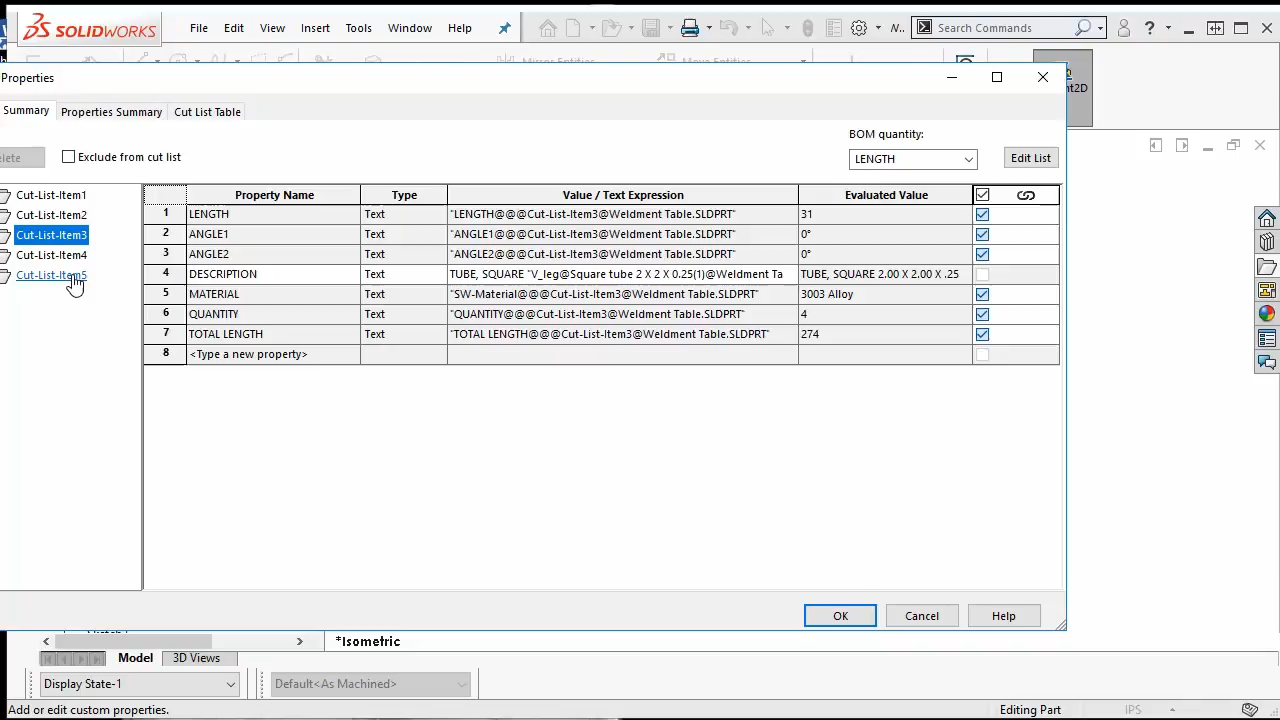 SOLIDWORKS File Edit View Insert Tools Window Help N.. Search Commands ?
Mirror Entities Move Entities
Properties
Summary Properties Summary Cut List Table
BOM quantity:
Exclude from cut list LENGTH Edit List
Cut-List-Item1
Cut-List-Item2
Cut-List-Item3
Cut-List-Item4
Cut-List-Item5
Property Name Type Value / Text Expression Evaluated Value
1 LENGTH Text "LENGTH@@@Cut-List-Item3@Weldment Table.SLDPRT" 31
2 ANGLE1 Text "ANGLE1@@@Cut-List-Item3@Weldment Table.SLDPRT" 0°
3 ANGLE2 Text "ANGLE2@@@Cut-List-Item3@Weldment Table.SLDPRT" 0°
4 DESCRIPTION Text TUBE, SQUARE "V_leg@Square tube 2 X 2 X 0.25(1)@Weldment Ta TUBE, SQUARE 2.00 X 2.00 X .25
5 MATERIAL Text "SW-Material@@@Cut-List-Item3@Weldment Table.SLDPRT" 3003 Alloy
6 QUANTITY Text "QUANTITY@@@Cut-List-Item3@Weldment Table.SLDPRT" 4
7 TOTAL LENGTH Text "TOTAL LENGTH@@@Cut-List-Item3@Weldment Table.SLDPRT" 274
8 <Type a new property>
OK Cancel Help
*Isometric
Model 3D Views
Display State-1 Default<As Machined>
Add or edit custom properties. Editing Part IPS